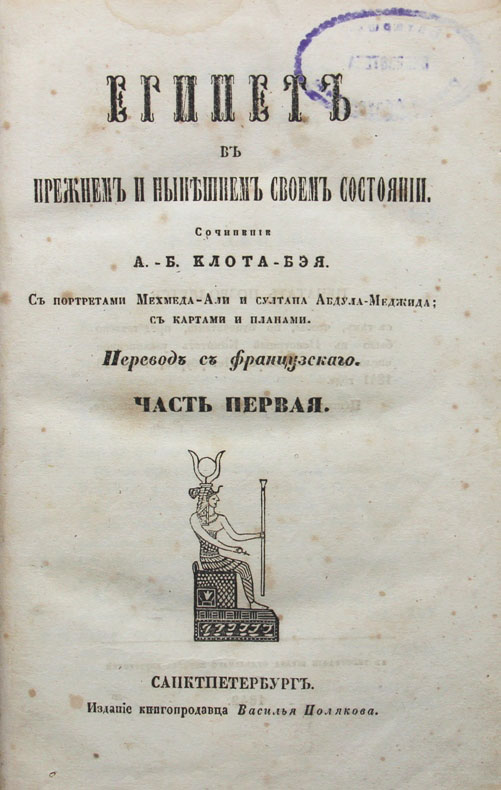 ЕГИПЕТЪ
ВЪ
ПРЕЖНЕМЪ И НЫНѢШНЕМЪ СВОЕМЪ СОСТОЯНІИ.
Сочиненіе
А.-Б. КЛОТА-БЭЯ.
Съ портретами Мехмеда-Али и султана Абдула-Меджида;
съ картами и планами.
Переводъ съ французскаго.
ЧАСТЬ ПЕРВАЯ.
САНКТПЕТЕРБУРГЪ.
Изданіе книгопродавца Василья Полякова.